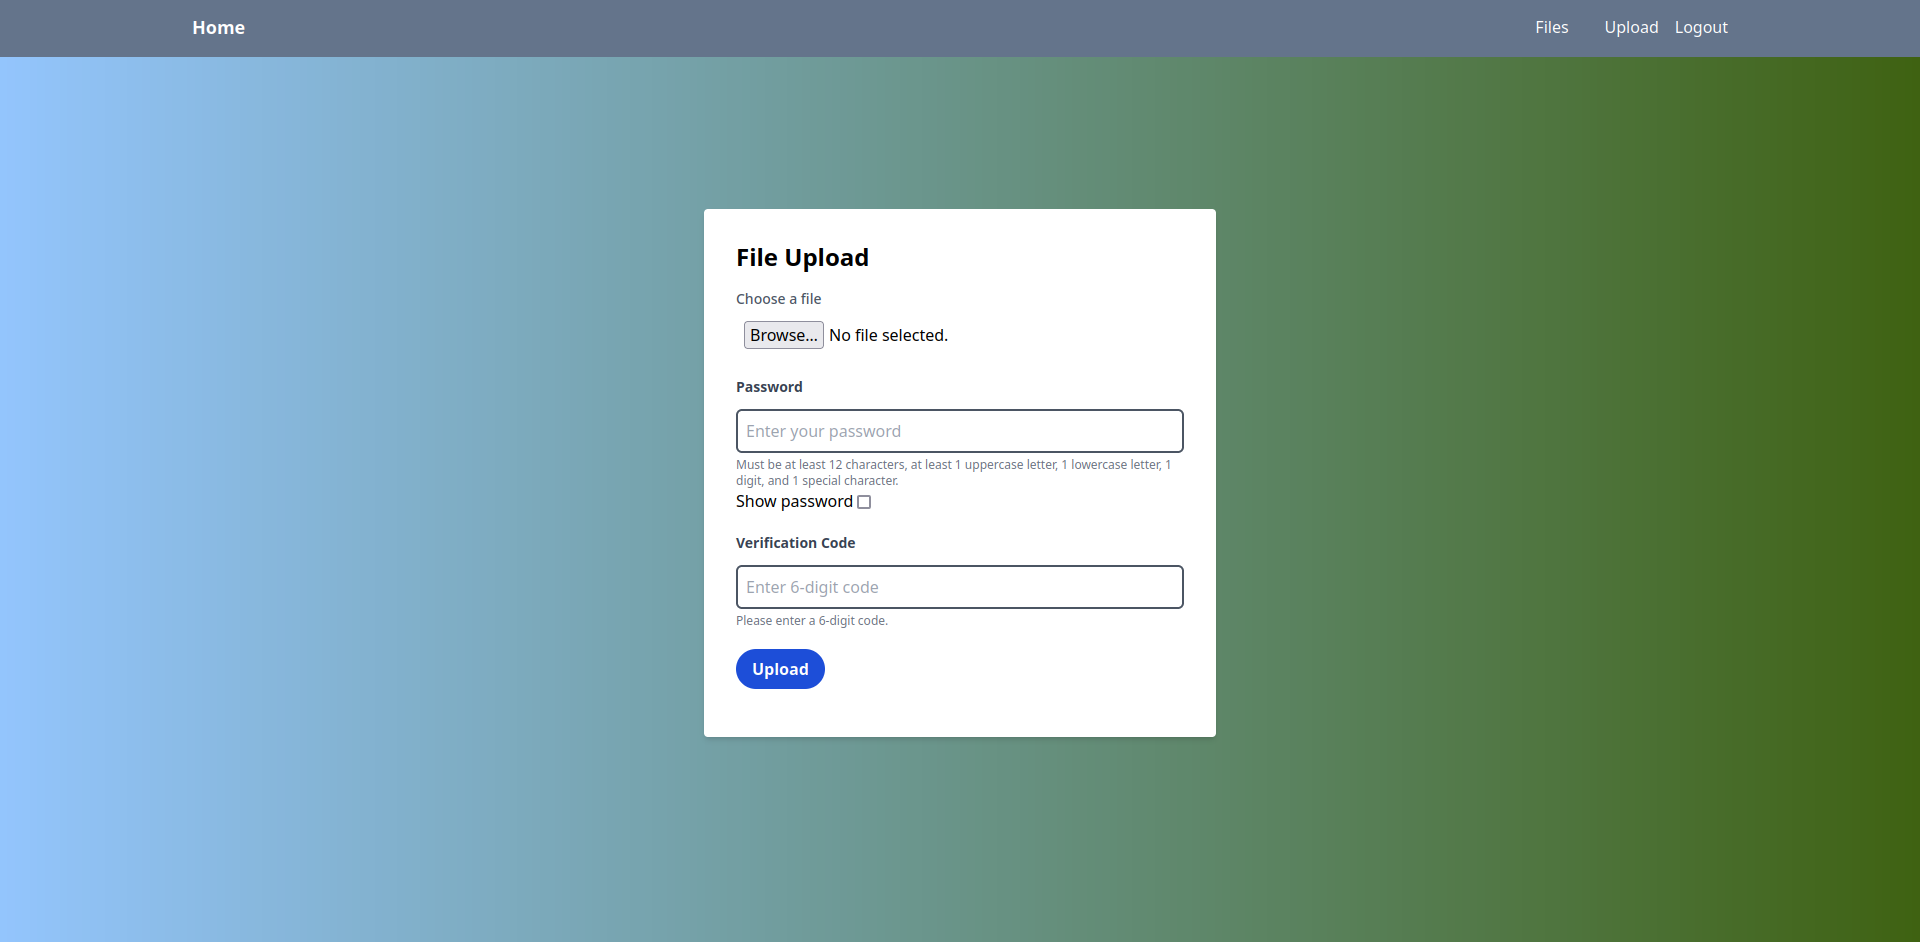 Home
Files Upload Logout
File Upload
Choose a file
Browse... No file selected.
Password
Enter your password
Must be at least 12 characters, at least 1 uppercase letter, 1 lowercase letter, 1
digit, and 1 special character.
Show password
Verification Code
Enter 6-digit code
Please enter a 6-digit code.
Upload